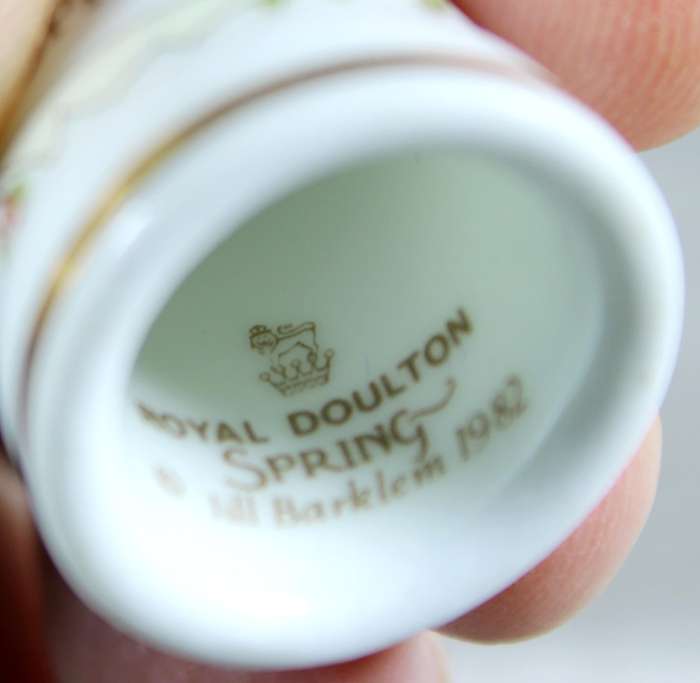 ROYAL DOULTON
SPRING
© Jill Barklem 1982